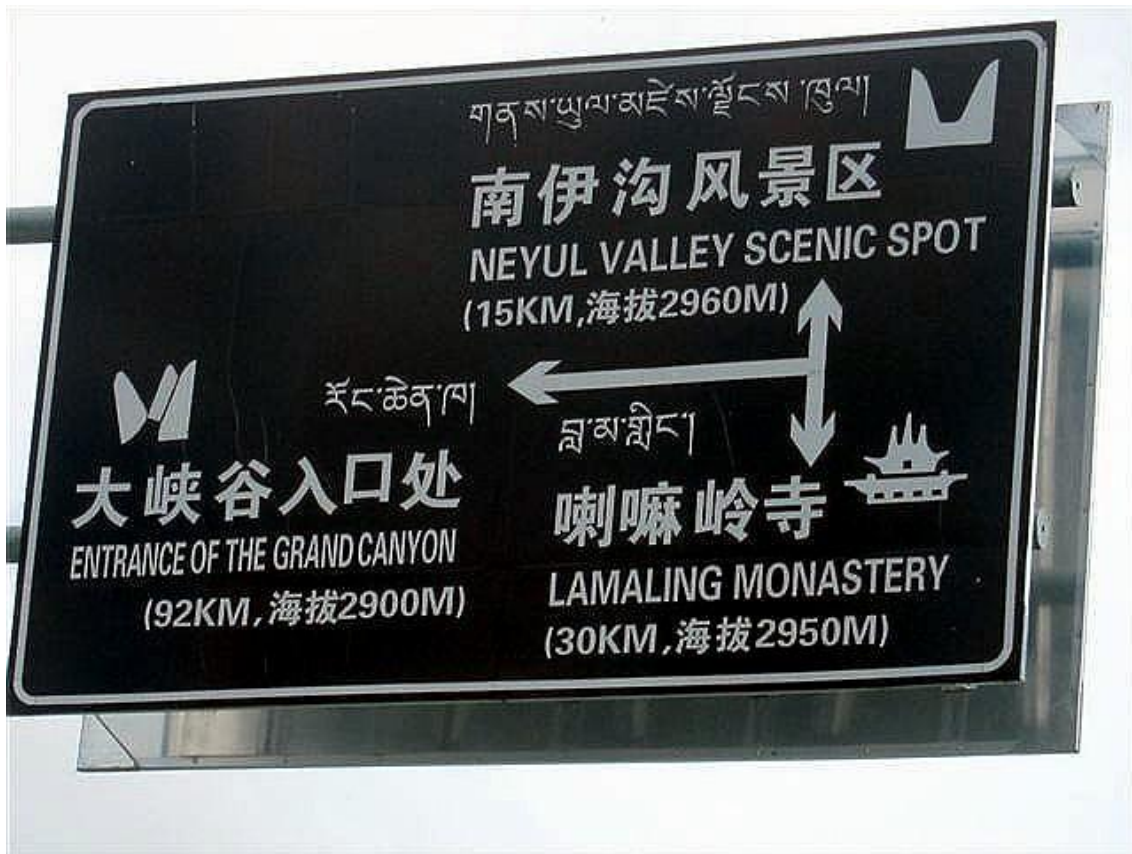 གནས་ཡུལ་མཛེས་ལྗོངས་ཁུལ།
南伊沟风景区
NEYUL VALLEY SCENIC SPOT
(15KM,海拔2960M)
རོང་ཆེན་ཁ།
大峡谷入口处
ENTRANCE OF THE GRAND CANYON
(92KM,海拔2900M)
བླ་མ་གླིང་།
喇嘛岭寺
LAMALING MONASTERY
(30KM,海拔2950M)